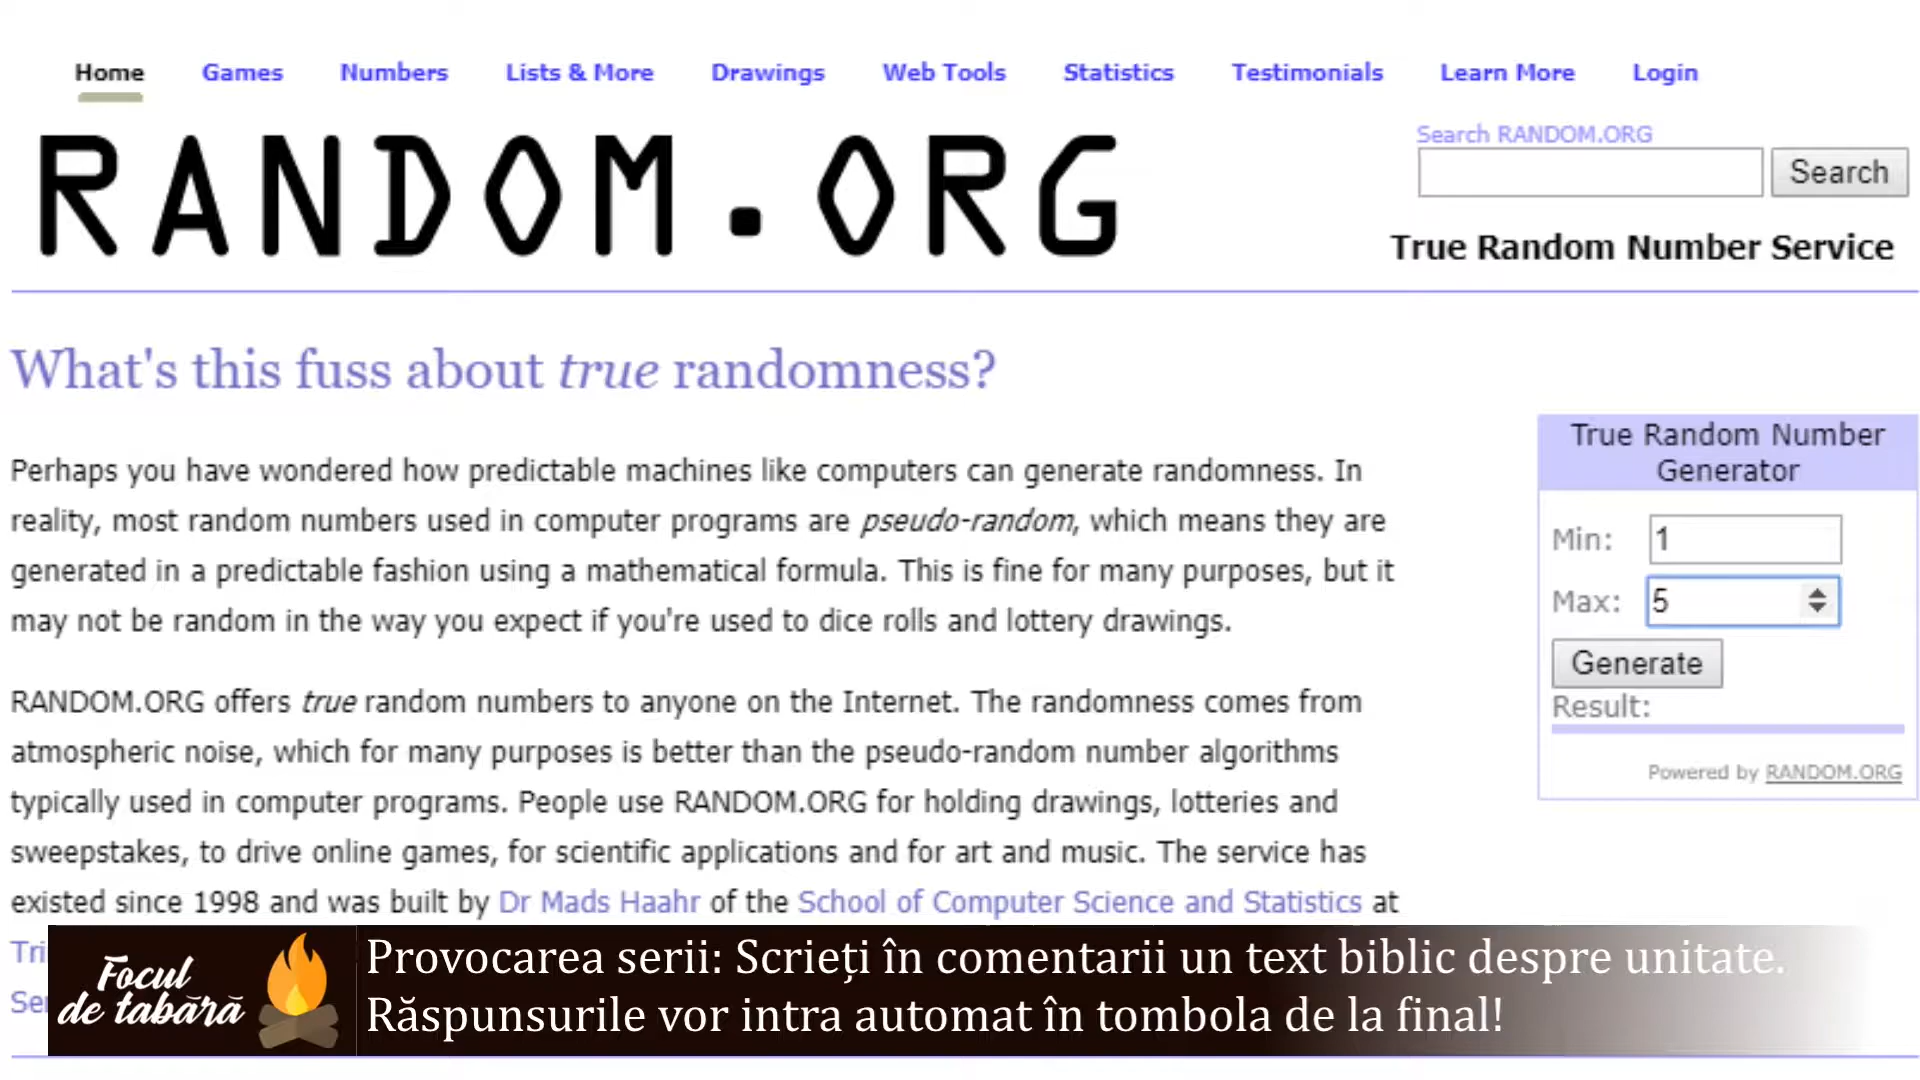 Home Games Numbers Lists & More Drawings Web Tools Statistics Testimonials Learn More Login
RANDOM.ORG
Search RANDOM.ORG
Search
True Random Number Service
What's this fuss about true randomness?
Perhaps you have wondered how predictable machines like computers can generate randomness. In
reality, most random numbers used in computer programs are pseudo-random, which means they are
generated in a predictable fashion using a mathematical formula. This is fine for many purposes, but it
may not be random in the way you expect if you're used to dice rolls and lottery drawings.
RANDOM.ORG offers true random numbers to anyone on the Internet. The randomness comes from
atmospheric noise, which for many purposes is better than the pseudo-random number algorithms
typically used in computer programs. People use RANDOM.ORG for holding drawings, lotteries and
sweepstakes, to drive online games, for scientific applications and for art and music. The service has
existed since 1998 and was built by Dr Mads Haahr of the School of Computer Science and Statistics at
True Random Number
Generator
Min: 1
Max: 5
Generate
Result:
Powered by RANDOM.ORG
Focul
de tabără
Provocarea serii: Scrieți în comentarii un text biblic despre unitate.
Răspunsurile vor intra automat în tombola de la final!